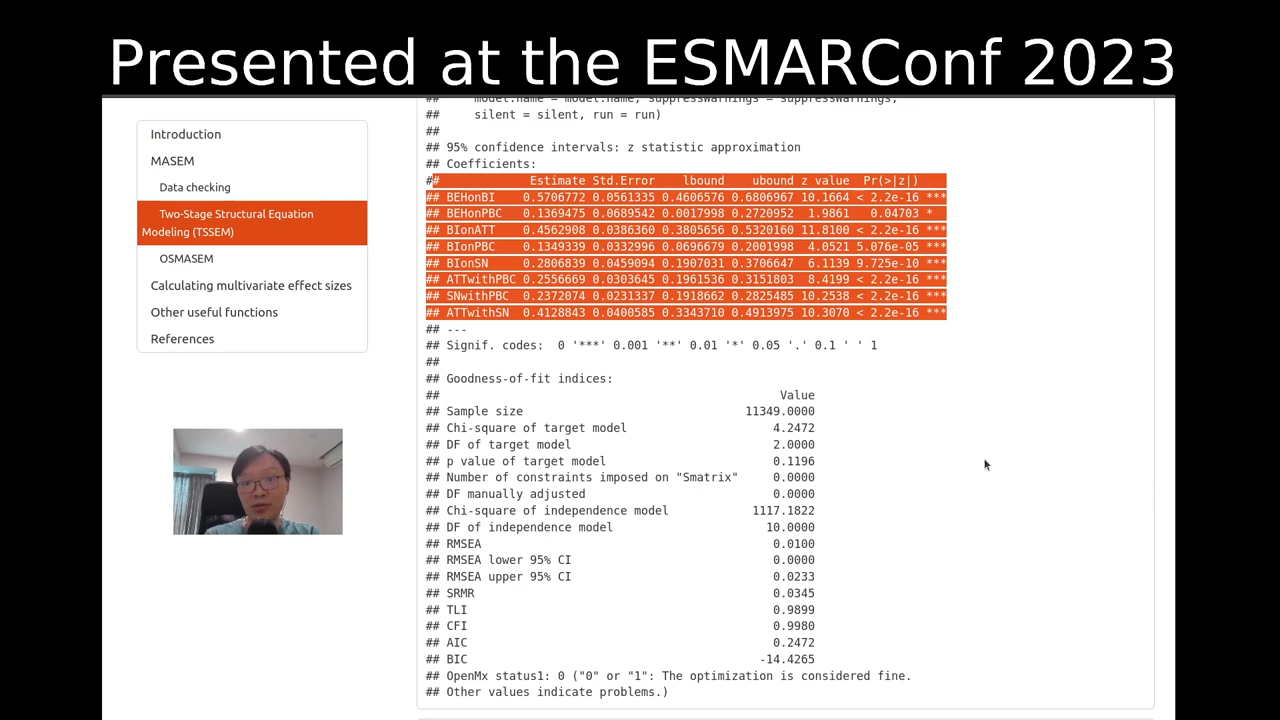 Presented at the ESMARConf 2023
Introduction
MASEM
Data checking
Two-Stage Structural Equation
Modeling (TSSEM)
OSMASEM
Calculating multivariate effect sizes
Other useful functions
References
##     model.name = model.name, suppressWarnings = suppressWarnings,
##     silent = silent, run = run)
##
## 95% confidence intervals: z statistic approximation
## Coefficients:
##             Estimate Std.Error    lbound    ubound z value  Pr(>|z|)
## BEHonBI    0.5706772 0.0561335 0.4606576 0.6806967 10.1664 < 2.2e-16 ***
## BEHonPBC   0.1369475 0.0689542 0.0017998 0.2720952  1.9861   0.04703 *
## BIonATT    0.4562908 0.0386360 0.3805656 0.5320160 11.8100 < 2.2e-16 ***
## BIonPBC    0.1349339 0.0332996 0.0696679 0.2001998  4.0521 5.076e-05 ***
## BIonSN     0.2806839 0.0459094 0.1907031 0.3706647  6.1139 9.725e-10 ***
## ATTwithPBC 0.2556669 0.0303645 0.1961536 0.3151803  8.4199 < 2.2e-16 ***
## SNwithPBC  0.2372074 0.0231337 0.1918662 0.2825485 10.2538 < 2.2e-16 ***
## ATTwithSN  0.4128843 0.0400585 0.3343710 0.4913975 10.3070 < 2.2e-16 ***
## ---
## Signif. codes:  0 '***' 0.001 '**' 0.01 '*' 0.05 '.' 0.1 ' ' 1
##
## Goodness-of-fit indices:
##                                                  Value
## Sample size                                11349.0000
## Chi-square of target model                     4.2472
## DF of target model                             2.0000
## p value of target model                        0.1196
## Number of constraints imposed on "Smatrix"     0.0000
## DF manually adjusted                           0.0000
## Chi-square of independence model            1117.1822
## DF of independence model                      10.0000
## RMSEA                                          0.0100
## RMSEA lower 95% CI                             0.0000
## RMSEA upper 95% CI                             0.0233
## SRMR                                           0.0345
## TLI                                            0.9899
## CFI                                            0.9980
## AIC                                            0.2472
## BIC                                          -14.4265
## OpenMx status1: 0 ("0" or "1": The optimization is considered fine.
## Other values indicate problems.)